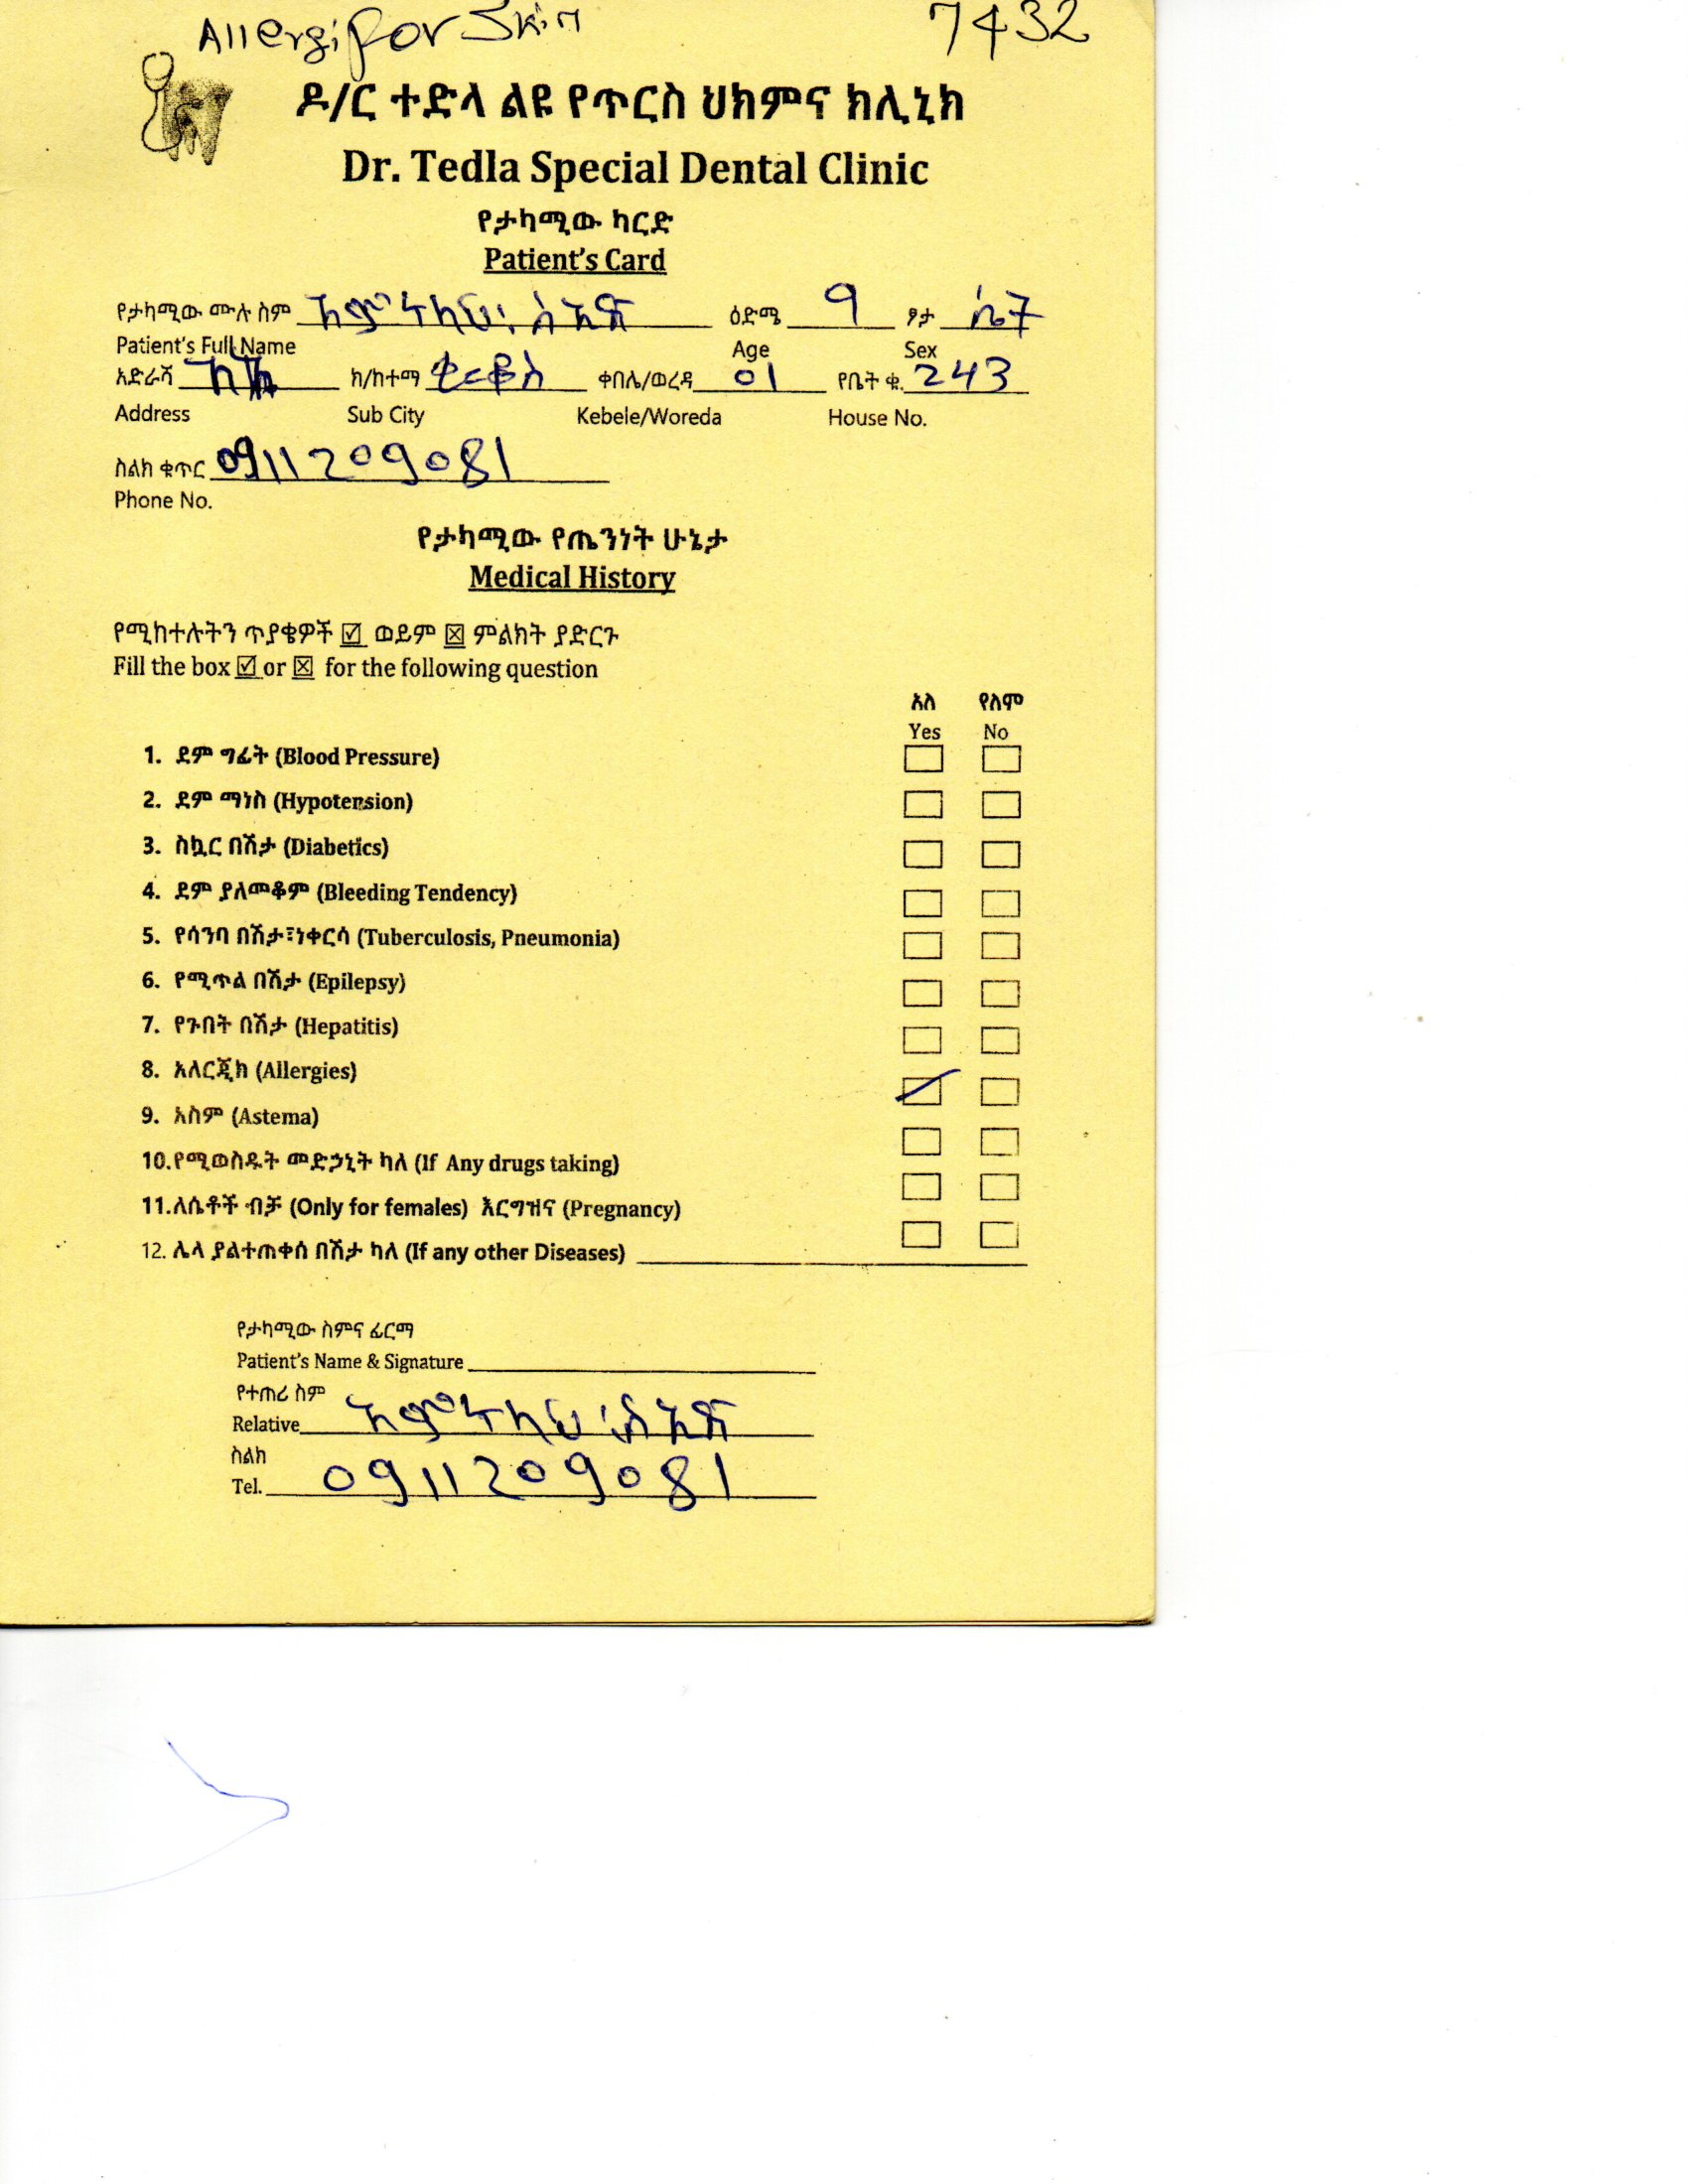 Allergi for Skin 7432
ዶ/ር ተድላ ልዩ የጥርስ ህክምና ክሊኒክ
Dr. Tedla Special Dental Clinic
የታካሚው ካርድ
Patient's Card
የታካሚው ሙሉ ስም ዕድሜ 9 ፆታ ሴት
Patient's Full Name Age Sex
አድራሻ ክ/ከተማ ቂርቆስ ቀበሌ/ወረዳ 01 የቤት ቁ. 243
Address Sub City Kebele/Woreda House No.
ስልክ ቁጥር 0911209081
Phone No.
የታካሚው የጤንነት ሁኔታ
Medical History
የሚከተሉትን ጥያቄዎች ☑ ወይም ☒ ምልክት ያድርጉ
Fill the box ☑ or ☒ for the following question
አለ የለም
Yes No
1. ደም ግፊት (Blood Pressure)
2. ደም ማነስ (Hypotension)
3. ስኳር በሽታ (Diabetics)
4. ደም ያለመቆም (Bleeding Tendency)
5. የሳንባ በሽታ፣ነቀርሳ (Tuberculosis, Pneumonia)
6. የሚጥል በሽታ (Epilepsy)
7. የጉበት በሽታ (Hepatitis)
8. አለርጂክ (Allergies)
9. አስም (Astema)
10.የሚወስዱት መድኃኒት ካለ (If Any drugs taking)
11.ለሴቶች ብቻ (Only for females) እርግዝና (Pregnancy)
12. ሌላ ያልተጠቀሰ በሽታ ካለ (If any other Diseases)
የታካሚው ስምና ፊርማ
Patient's Name & Signature
የተጠሪ ስም
Relative
ስልክ
Tel. 0911209081